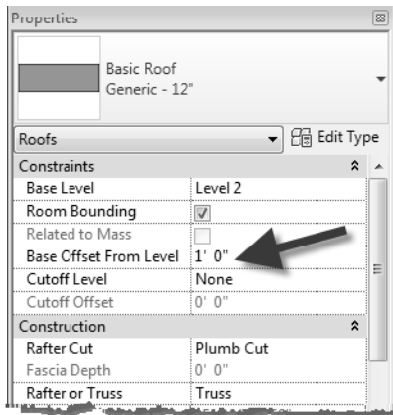 Properties
Basic Roof
Generic - 12"
Roofs Edit Type
Constraints
Base Level Level 2
Room Bounding
Related to Mass
Base Offset From Level 1' 0"
Cutoff Level None
Cutoff Offset 0' 0"
Construction
Rafter Cut Plumb Cut
Fascia Depth 0' 0"
Rafter or Truss Truss